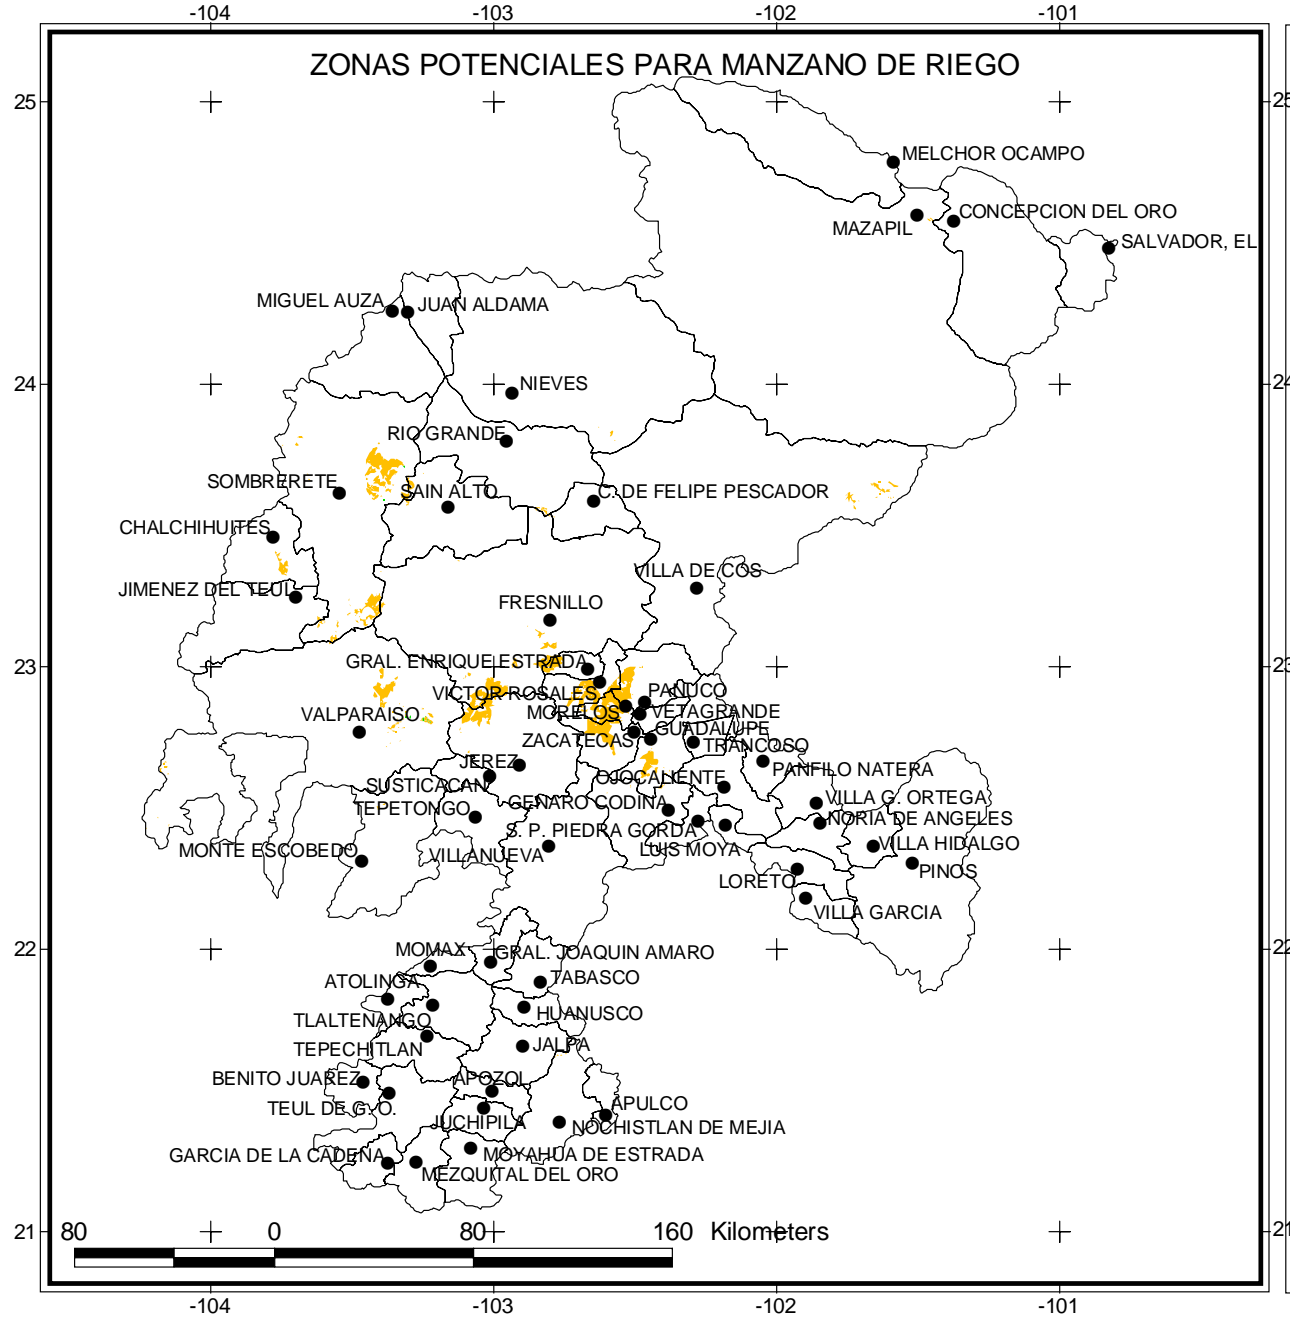 -104 -103 -102 -101
ZONAS POTENCIALES PARA MANZANO DE RIEGO
25
MELCHOR OCAMPO
CONCEPCION DEL ORO
MAZAPIL
SALVADOR, EL
MIGUEL AUZA
JUAN ALDAMA
24 24
NIEVES
RIO GRANDE
SOMBRERETE
SAIN ALTO
C. DE FELIPE PESCADOR
CHALCHIHUITES
VILLA DE COS
JIMENEZ DEL TEUL
FRESNILLO
23 23
GRAL. ENRIQUE ESTRADA
VICTOR ROSALES
PANUCO
VALPARAISO
MORELOS
VETAGRANDE
GUADALUPE
ZACATECAS
TRANCOSO
JEREZ
PANFILO NATERA
SUSTICACAN
OJOCALIENTE
TEPETONGO
GENARO CODINA
VILLA G. ORTEGA
NORIA DE ANGELES
S. P. PIEDRA GORDA
MONTE ESCOBEDO
VILLANUEVA
LUIS MOYA
VILLA HIDALGO
PINOS
LORETO
VILLA GARCIA
22 22
MOMAX
GRAL. JOAQUIN AMARO
ATOLINGA
TABASCO
TLALTENANGO
HUANUSCO
TEPECHITLAN
JALPA
BENITO JUAREZ
APOZOL
TEUL DE G. O.
APULCO
JUCHIPILA
NOCHISTLAN DE MEJIA
GARCIA DE LA CADENA
MOYAHUA DE ESTRADA
MEZQUITAL DEL ORO
21
80 0 80 160 Kilometers
-104 -103 -102 -101